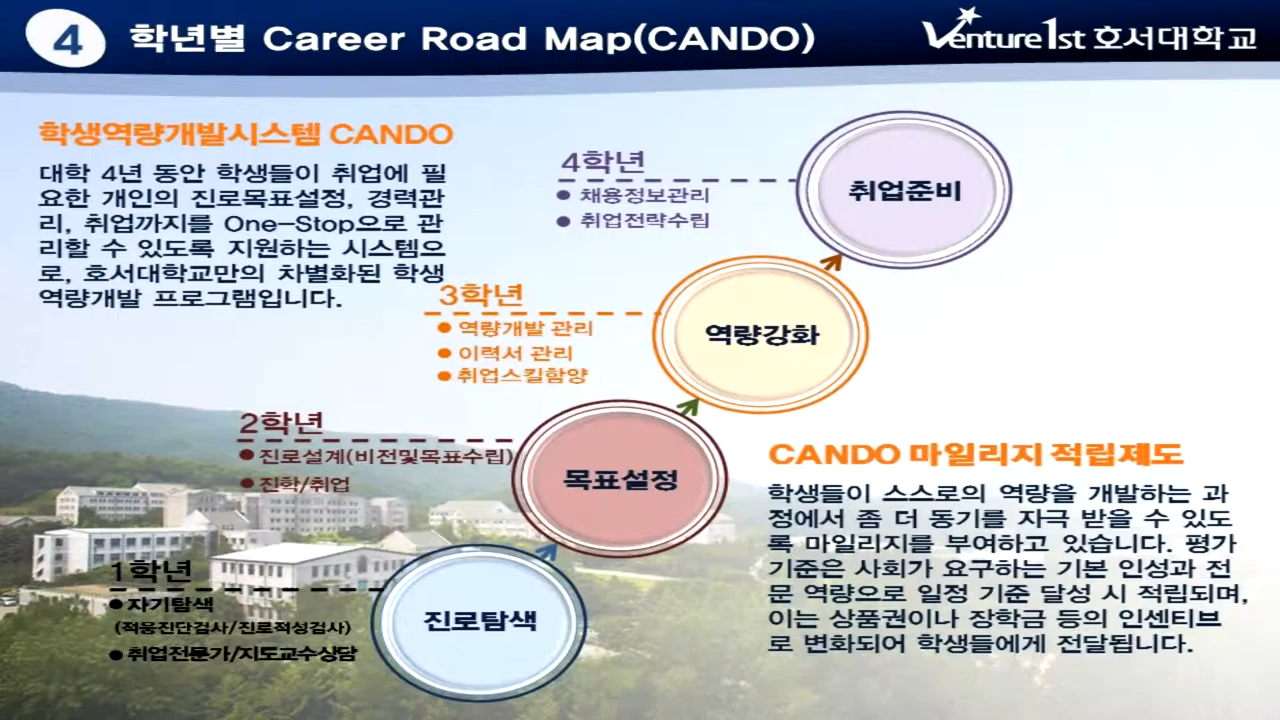 4 학년별 Career Road Map(CANDO)
Venture 1st 호서대학교
학생역량개발시스템 CANDO
대학 4년 동안 학생들이 취업에 필
요한 개인의 진로목표설정, 경력관
리, 취업까지를 One-Stop으로 관
리할 수 있도록 지원하는 시스템으
로, 호서대학교만의 차별화된 학생
역량개발 프로그램입니다.
4학년
● 채용정보관리
● 취업전략수립
취업준비
3학년
● 역량개발 관리
● 이력서 관리
● 취업스킬함양
역량강화
2학년
● 진로설계(비전및목표수립)
● 진학/취업
목표설정
1학년
● 자기탐색
(적응진단검사/진로적성검사)
● 취업전문가/지도교수상담
진로탐색
CANDO 마일리지 적립제도
학생들이 스스로의 역량을 개발하는 과
정에서 좀 더 동기를 자극 받을 수 있도
록 마일리지를 부여하고 있습니다. 평가
기준은 사회가 요구하는 기본 인성과 전
문 역량으로 일정 기준 달성 시 적립되며,
이는 상품권이나 장학금 등의 인센티브
로 변화되어 학생들에게 전달됩니다.